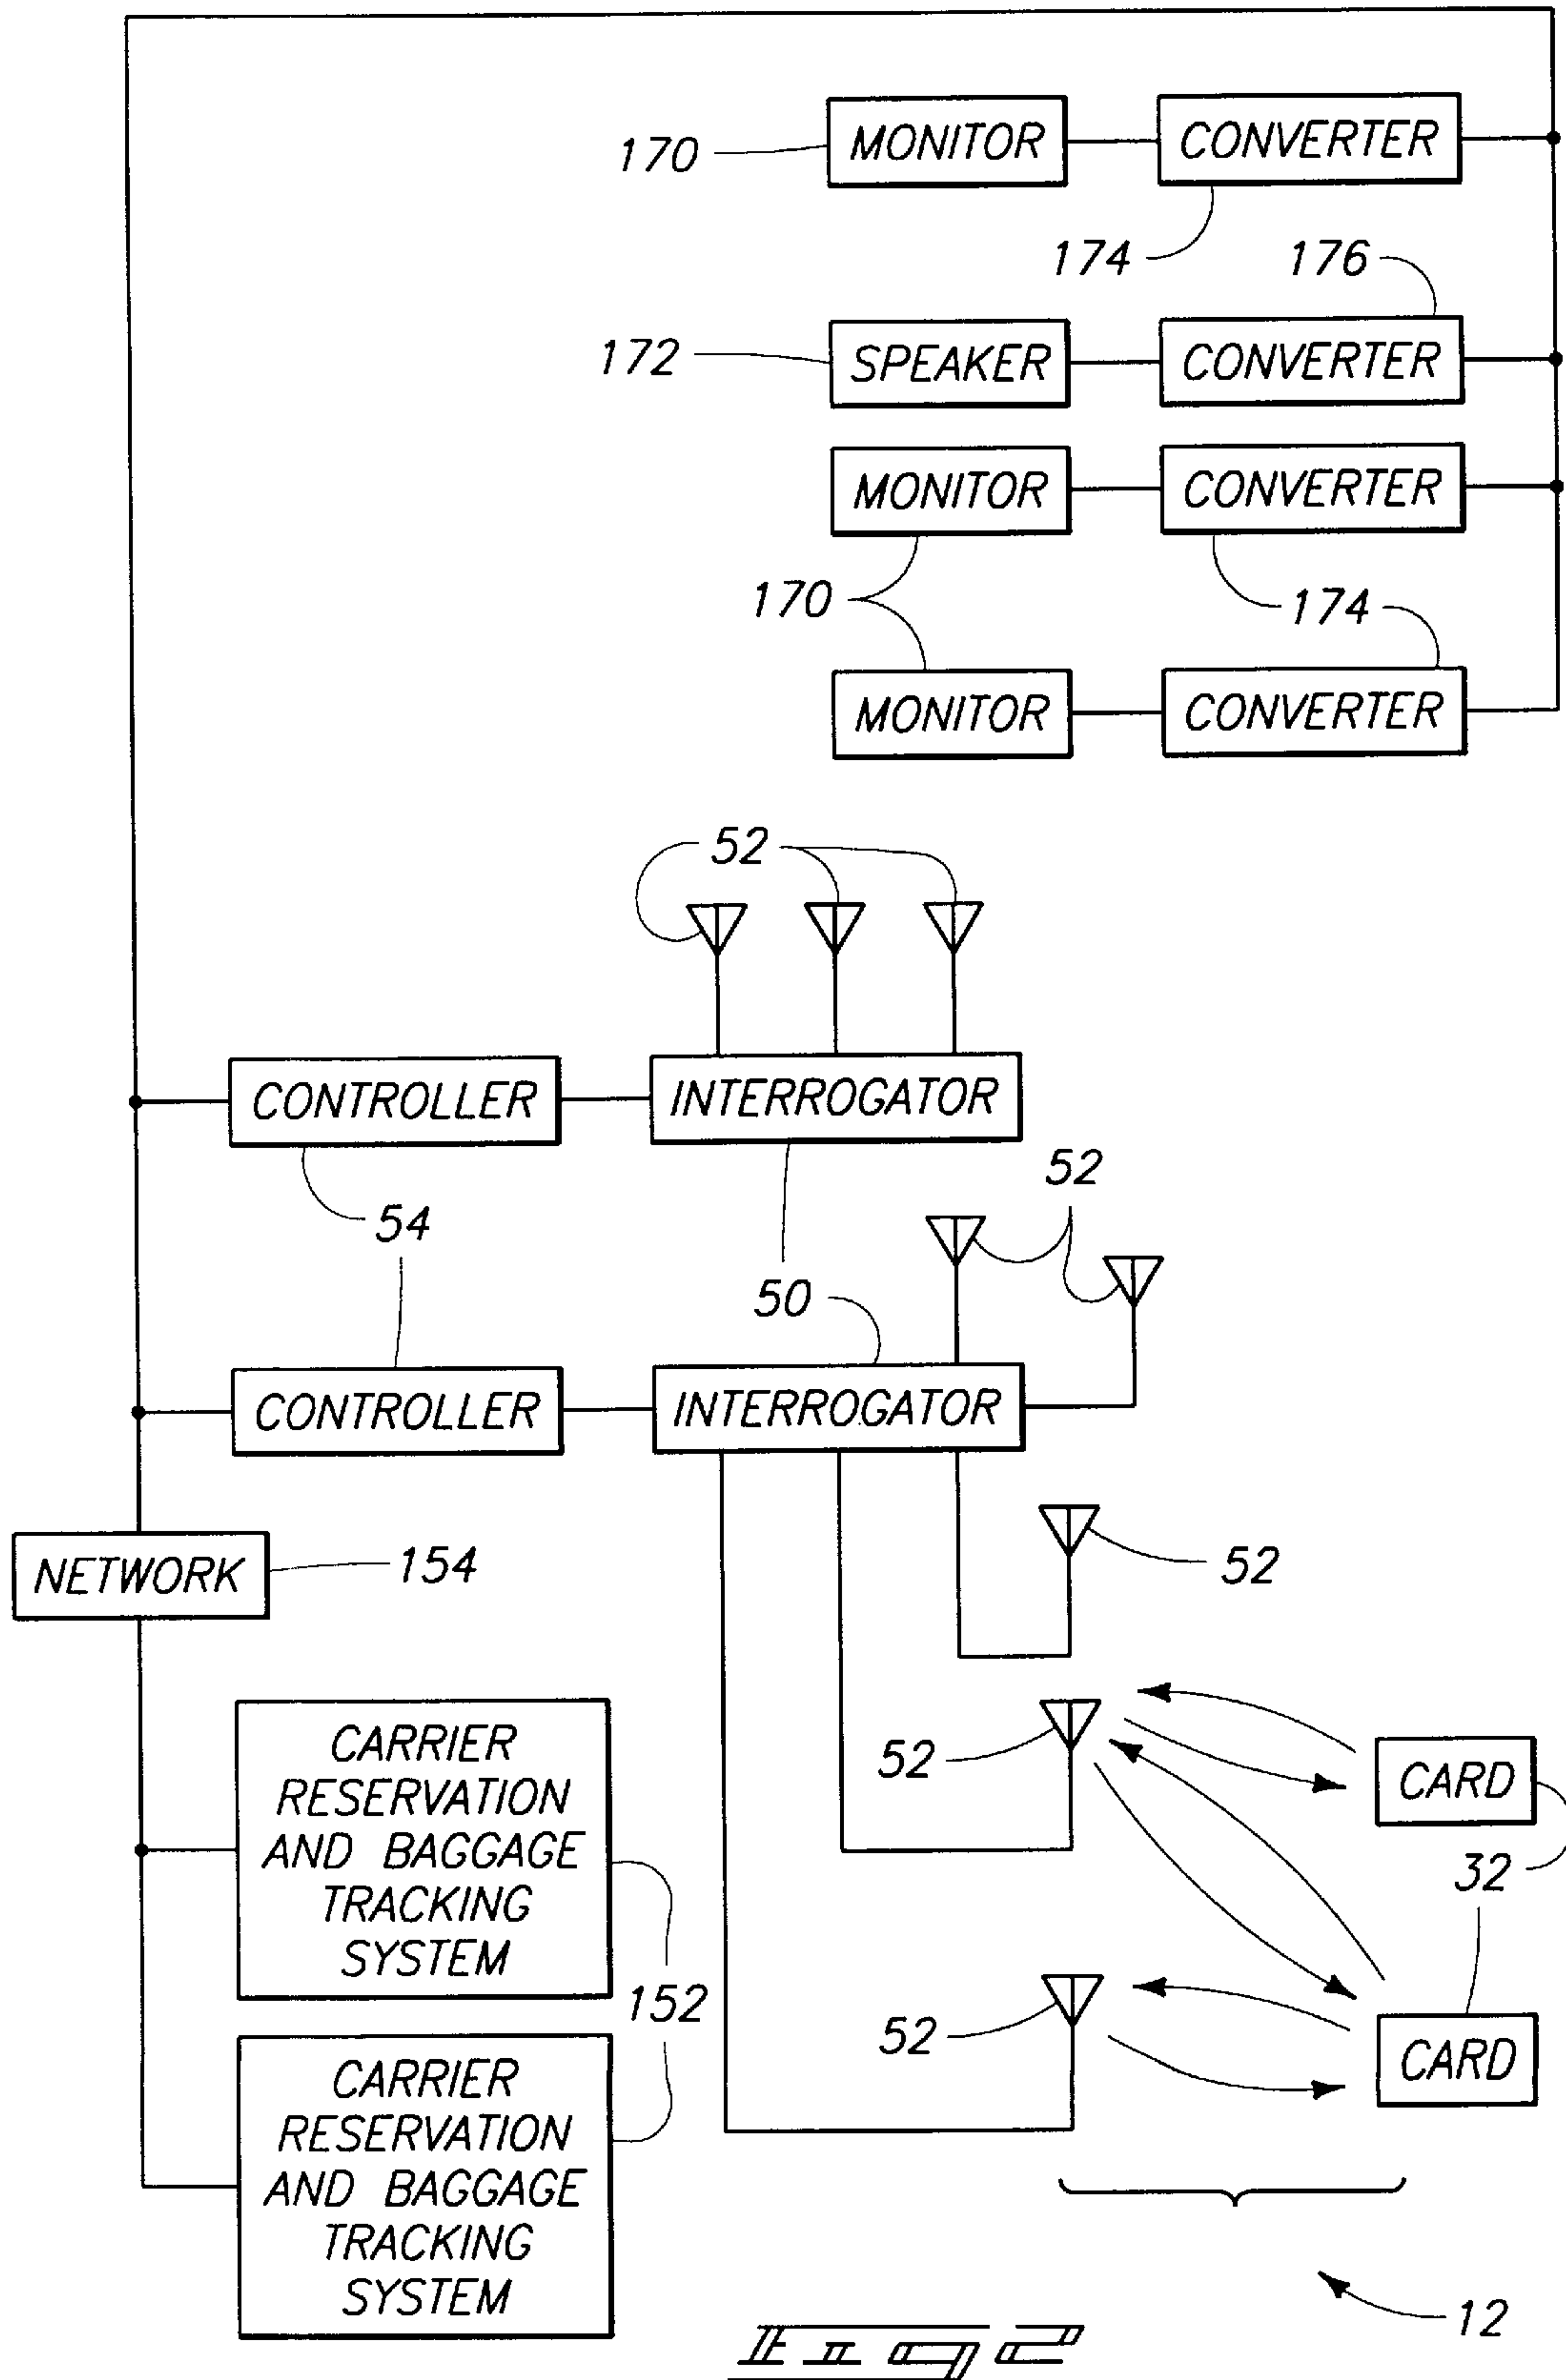 170
MONITOR
CONVERTER
174
176
172
SPEAKER
CONVERTER
MONITOR
CONVERTER
170
174
MONITOR
CONVERTER
52
CONTROLLER
INTERROGATOR
54
52
50
CONTROLLER
INTERROGATOR
NETWORK
154
52
CARRIER
RESERVATION
AND BAGGAGE
TRACKING
SYSTEM
52
CARD
32
152
52
CARD
CARRIER
RESERVATION
AND BAGGAGE
TRACKING
SYSTEM
12
Fig 2